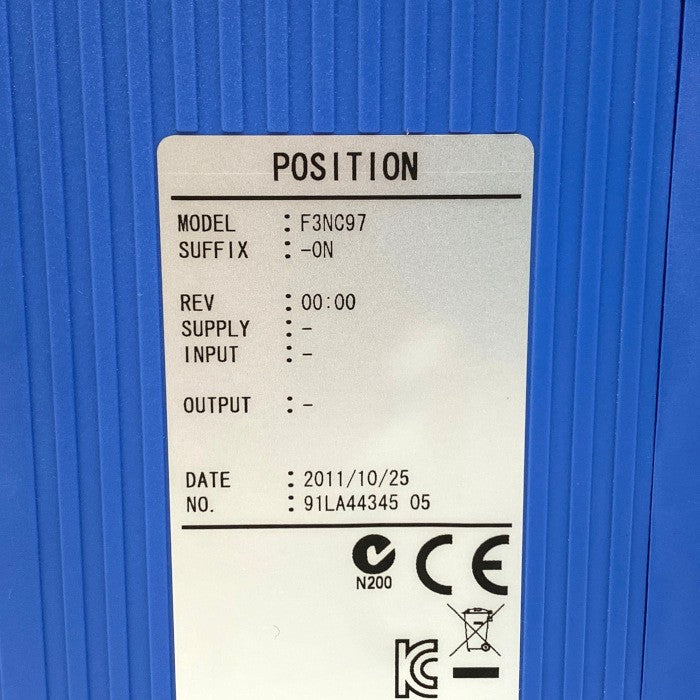 POSITION
MODEL : F3NC97
SUFFIX : -0N
REV : 00:00
SUPPLY : -
INPUT : -
OUTPUT : -
DATE : 2011/10/25
NO. : 91LA44345 05
CE
N200
KC